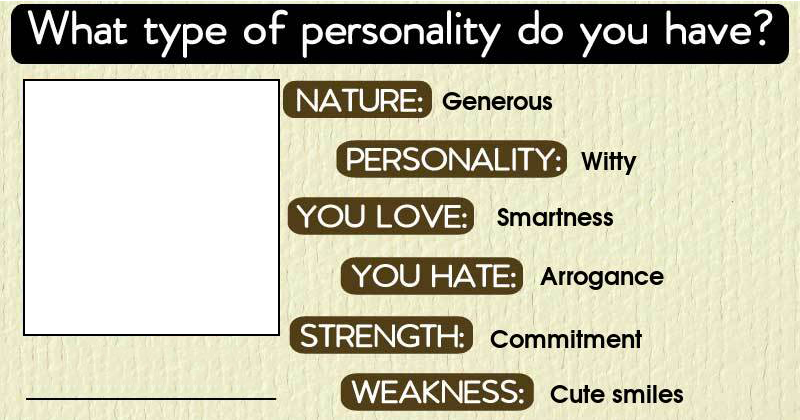 What type of personality do you have?
NATURE: Generous
PERSONALITY: Witty
YOU LOVE: Smartness
YOU HATE: Arrogance
STRENGTH: Commitment
WEAKNESS: Cute smiles